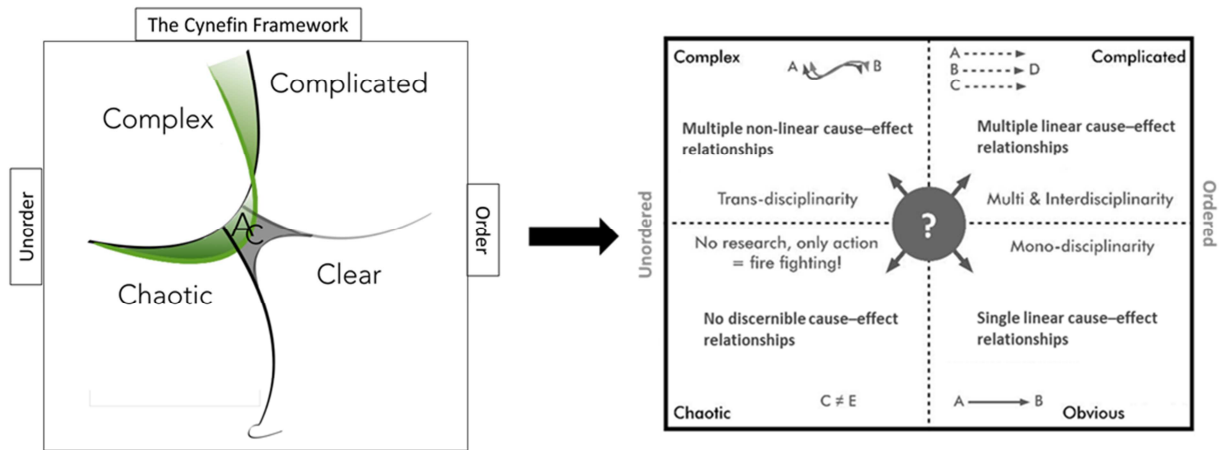 The Cynefin Framework
Complicated
Complex
Unorder
Order
A
C
Clear
Chaotic
Complex
A B
Multiple non-linear cause–effect
relationships
Trans-disciplinarity
A
B D
C
Complicated
Multiple linear cause–effect
relationships
Multi & Interdisciplinarity
Unordered
Ordered
?
No research, only action
= fire fighting!
No discernible cause–effect
relationships
Chaotic
C ≠ E
Mono-disciplinarity
Single linear cause–effect
relationships
A B
Obvious